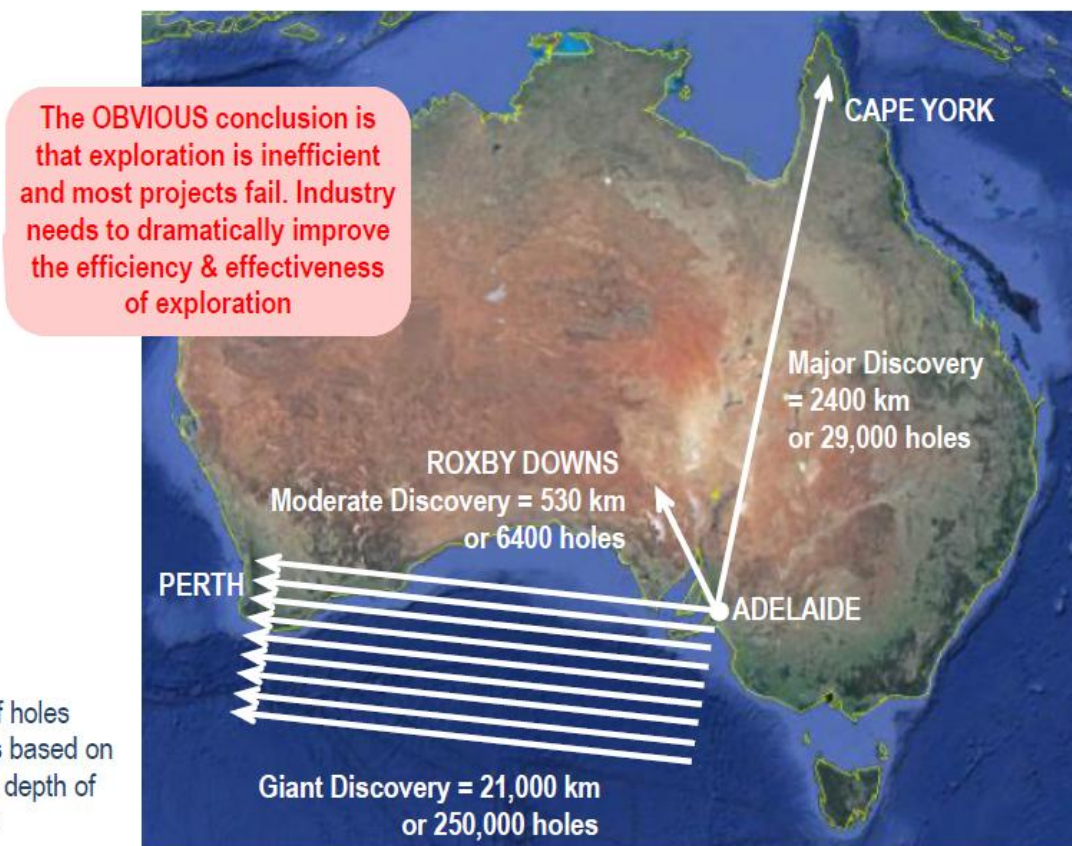 The OBVIOUS conclusion is
that exploration is inefficient
and most projects fail. Industry
needs to dramatically improve
the efficiency & effectiveness
of exploration
CAPE YORK
Major Discovery
= 2400 km
or 29,000 holes
ROXBY DOWNS
Moderate Discovery = 530 km
or 6400 holes
PERTH
ADELAIDE
holes
based on
depth of
Giant Discovery = 21,000 km
or 250,000 holes